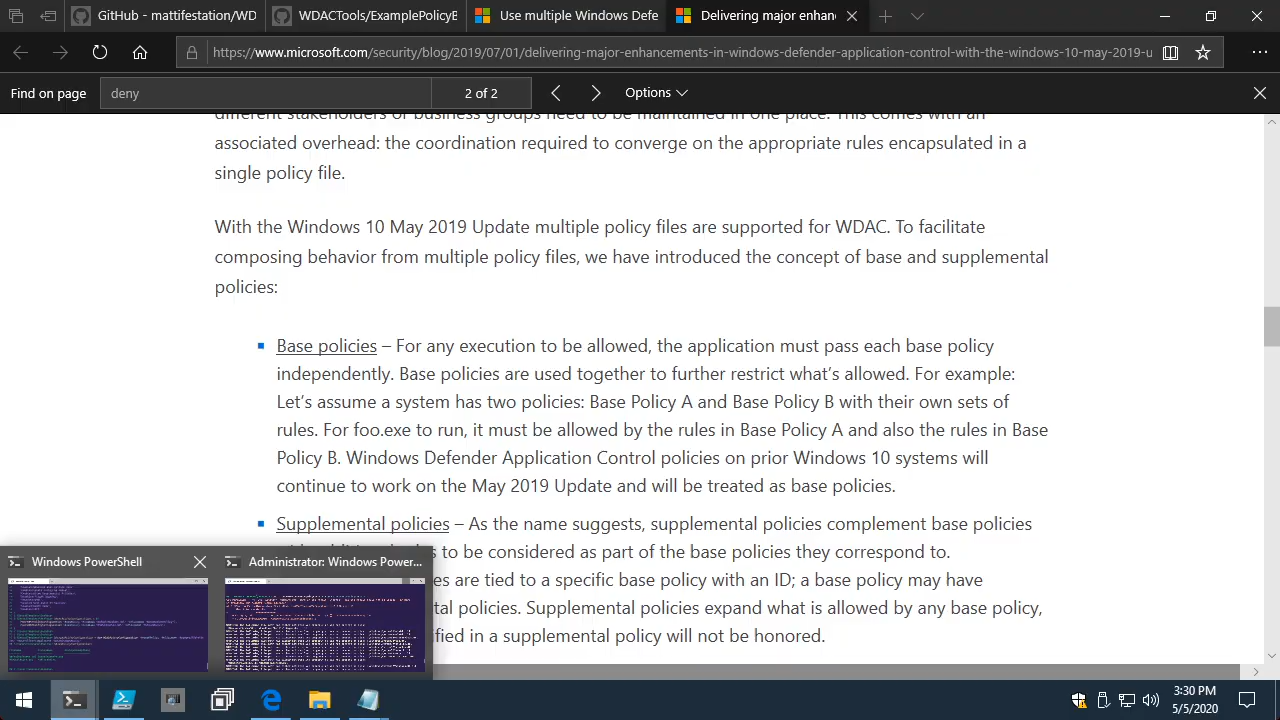 GitHub - mattifestation/WD
WDACTools/ExamplePolicyB
Use multiple Windows Defe
Delivering major enhan
https://www.microsoft.com/security/blog/2019/07/01/delivering-major-enhancements-in-windows-defender-application-control-with-the-windows-10-may-2019-u
Find on page
deny
2 of 2
Options
different stakeholders or business groups need to be maintained in one place. This comes with an
associated overhead: the coordination required to converge on the appropriate rules encapsulated in a
single policy file.
With the Windows 10 May 2019 Update multiple policy files are supported for WDAC. To facilitate
composing behavior from multiple policy files, we have introduced the concept of base and supplemental
policies:
Base policies – For any execution to be allowed, the application must pass each base policy
independently. Base policies are used together to further restrict what's allowed. For example:
Let's assume a system has two policies: Base Policy A and Base Policy B with their own sets of
rules. For foo.exe to run, it must be allowed by the rules in Base Policy A and also the rules in Base
Policy B. Windows Defender Application Control policies on prior Windows 10 systems will
continue to work on the May 2019 Update and will be treated as base policies.
Supplemental policies – As the name suggests, supplemental policies complement base policies
s to be considered as part of the base policies they correspond to.
es are tied to a specific base policy with an ID; a base policy may have
tal policies. Supplemental policies expand what is allowed by any base policy,
ed in a supplemental policy will not be honored.
Windows PowerShell
Administrator: Windows Power...
3:30 PM
5/5/2020